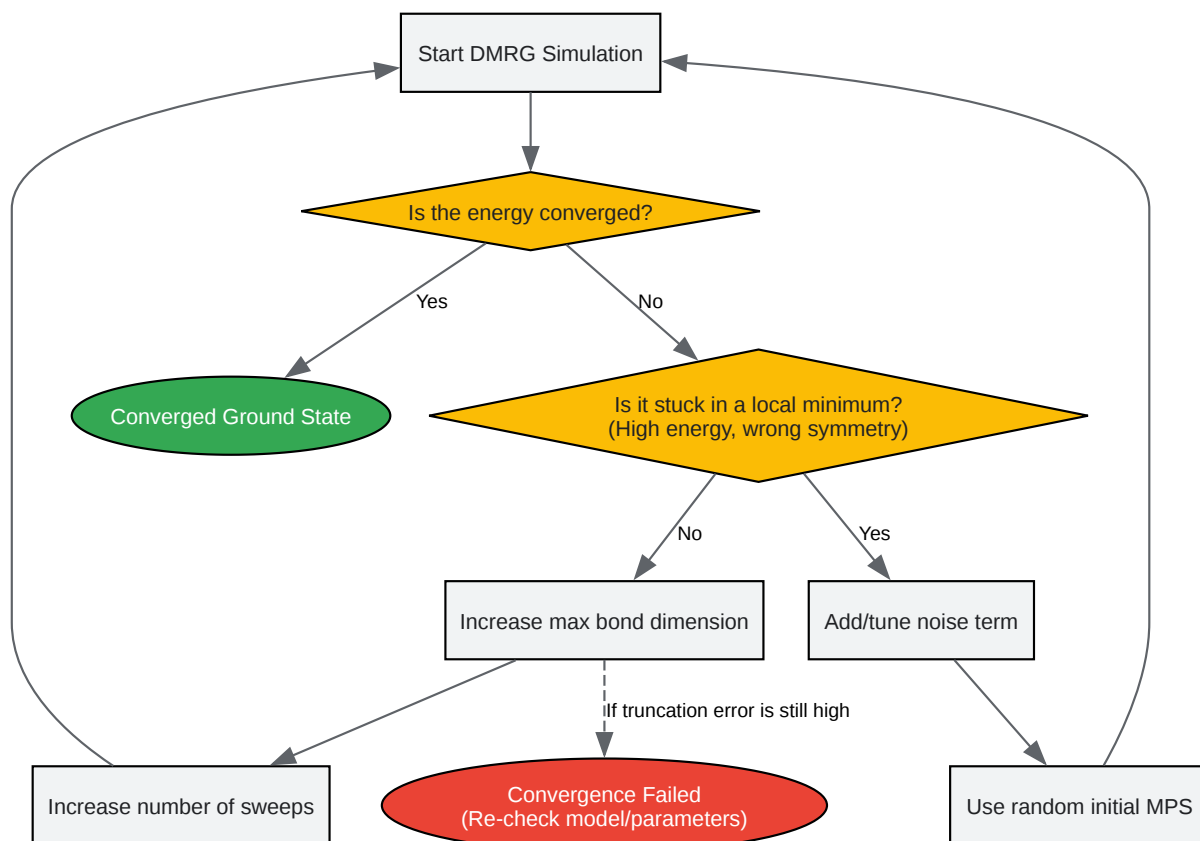 Start DMRG Simulation
Is the energy converged?
Yes
No
Converged Ground State
Is it stuck in a local minimum?
(High energy, wrong symmetry)
No
Yes
Increase max bond dimension
Add/tune noise term
If truncation error is still high
Increase number of sweeps
Convergence Failed
(Re-check model/parameters)
Use random initial MPS